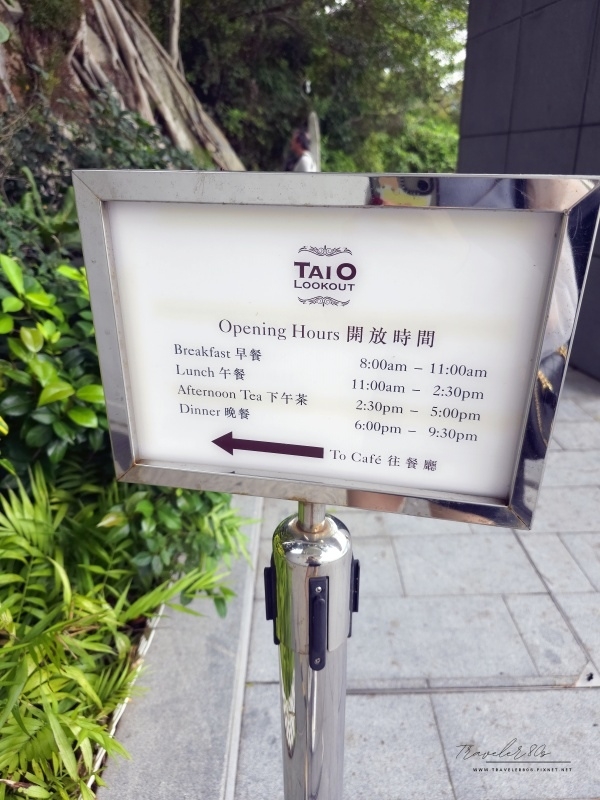 TAI O
LOOKOUT
Opening Hours 開放時間
Breakfast 早餐 8:00am – 11:00am
Lunch 午餐 11:00am – 2:30pm
Afternoon Tea 下午茶 2:30pm – 5:00pm
Dinner 晚餐 6:00pm – 9:30pm
To Café 往餐廳
Traveler80s
WWW.TRAVELER80S.PIXNET.NET